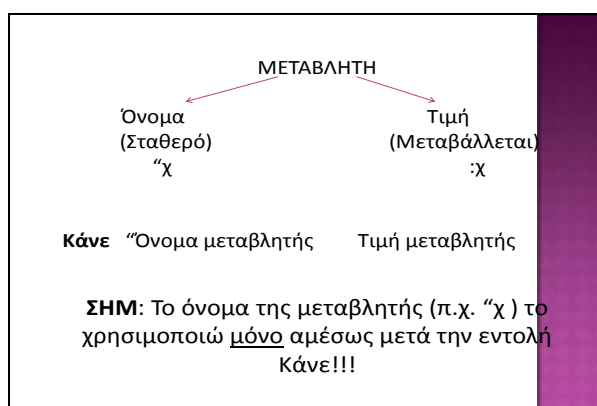 ΜΕΤΑΒΛΗΤΗ
Όνομα Τιμή
(Σταθερό) (Μεταβάλλεται)
“χ :χ
Κάνε “Όνομα μεταβλητής Τιμή μεταβλητής
ΣΗΜ: Το όνομα της μεταβλητής (π.χ. “χ ) το
χρησιμοποιώ μόνο αμέσως μετά την εντολή
Κάνε!!!